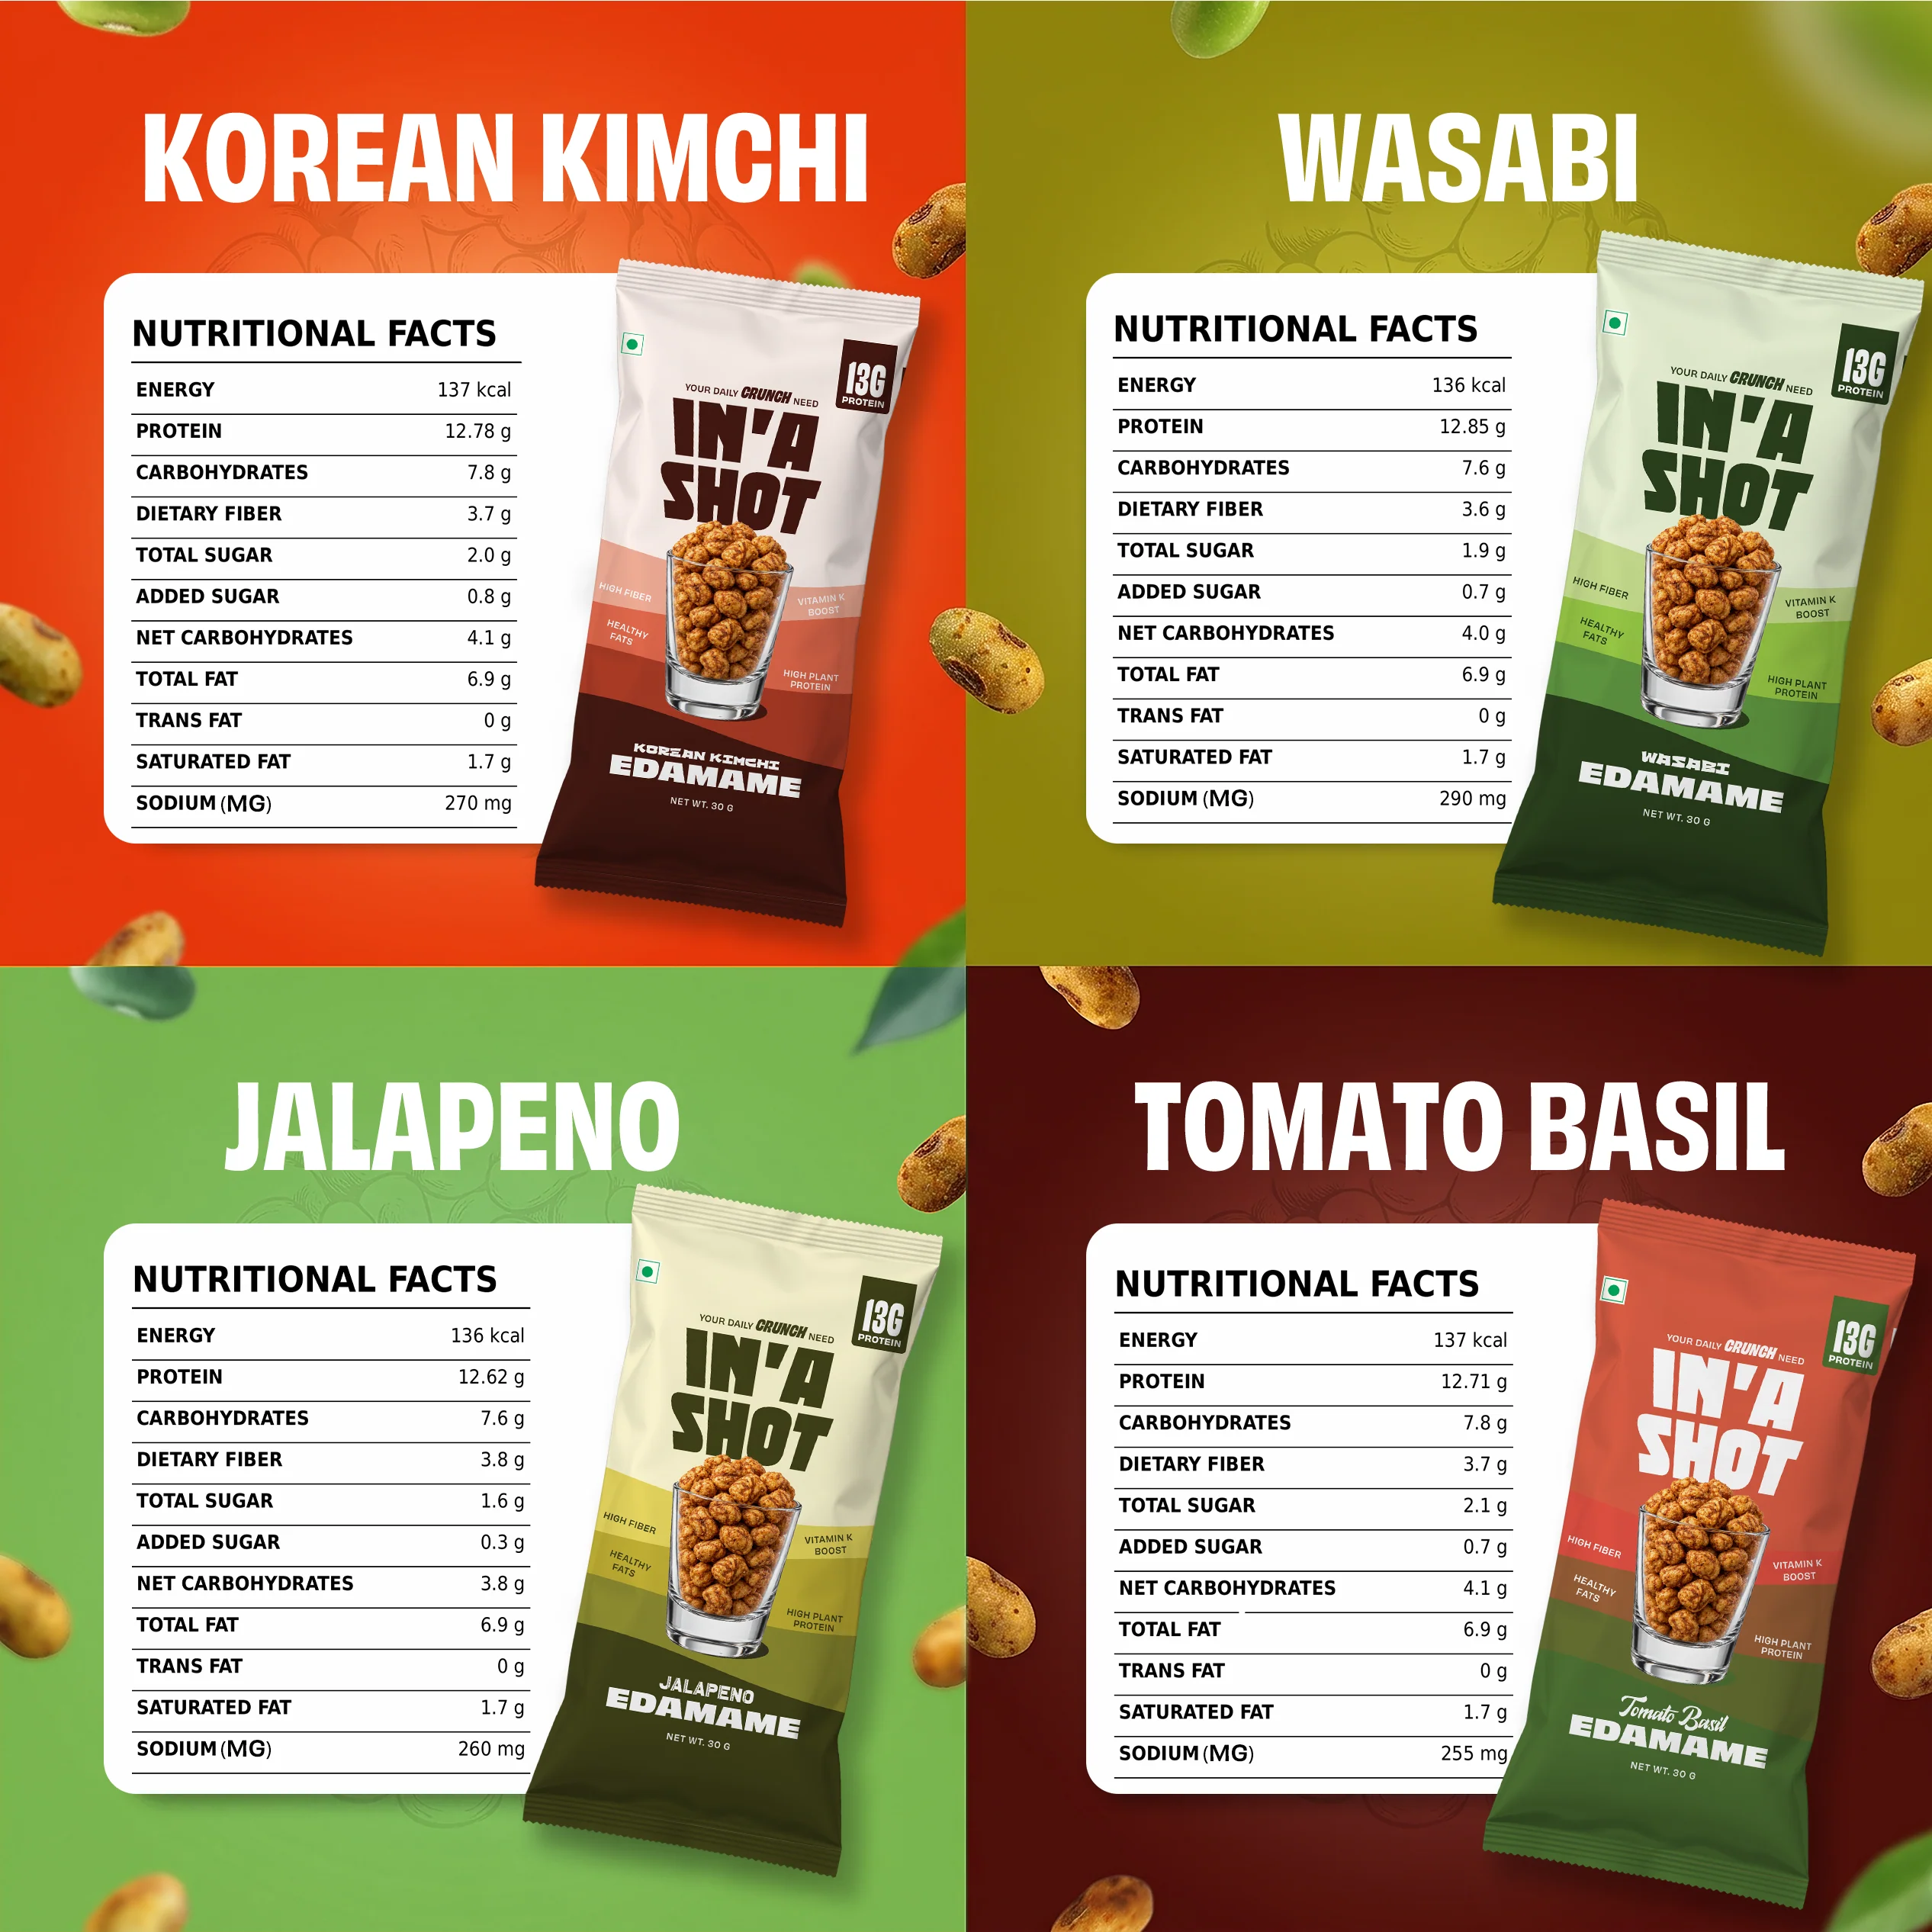 KOREAN KIMCHI
NUTRITIONAL FACTS
ENERGY 137 kcal
PROTEIN 12.78 g
CARBOHYDRATES 7.8 g
DIETARY FIBER 3.7 g
TOTAL SUGAR 2.0 g
ADDED SUGAR 0.8 g
NET CARBOHYDRATES 4.1 g
TOTAL FAT 6.9 g
TRANS FAT 0 g
SATURATED FAT 1.7 g
SODIUM (MG) 270 mg
13G
PROTEIN
YOUR DAILY CRUNCH NEED
IN'A
SHOT
HIGH FIBER
VITAMIN K
BOOST
HEALTHY
FATS
HIGH PLANT
PROTEIN
KOREAN KIMCHI
EDAMAME
NET WT. 30 G
WASABI
NUTRITIONAL FACTS
ENERGY 136 kcal
PROTEIN 12.85 g
CARBOHYDRATES 7.6 g
DIETARY FIBER 3.6 g
TOTAL SUGAR 1.9 g
ADDED SUGAR 0.7 g
NET CARBOHYDRATES 4.0 g
TOTAL FAT 6.9 g
TRANS FAT 0 g
SATURATED FAT 1.7 g
SODIUM (MG) 290 mg
13G
PROTEIN
YOUR DAILY CRUNCH NEED
IN'A
SHOT
HIGH FIBER
VITAMIN K
BOOST
HEALTHY
FATS
HIGH PLANT
PROTEIN
WASABI
EDAMAME
NET WT. 30 G
JALAPENO
NUTRITIONAL FACTS
ENERGY 136 kcal
PROTEIN 12.62 g
CARBOHYDRATES 7.6 g
DIETARY FIBER 3.8 g
TOTAL SUGAR 1.6 g
ADDED SUGAR 0.3 g
NET CARBOHYDRATES 3.8 g
TOTAL FAT 6.9 g
TRANS FAT 0 g
SATURATED FAT 1.7 g
SODIUM (MG) 260 mg
13G
PROTEIN
YOUR DAILY CRUNCH NEED
IN'A
SHOT
HIGH FIBER
VITAMIN K
BOOST
HEALTHY
FATS
HIGH PLANT
PROTEIN
JALAPENO
EDAMAME
NET WT. 30 G
TOMATO BASIL
NUTRITIONAL FACTS
ENERGY 137 kcal
PROTEIN 12.71 g
CARBOHYDRATES 7.8 g
DIETARY FIBER 3.7 g
TOTAL SUGAR 2.1 g
ADDED SUGAR 0.7 g
NET CARBOHYDRATES 4.1 g
TOTAL FAT 6.9 g
TRANS FAT 0 g
SATURATED FAT 1.7 g
SODIUM (MG) 255 mg
13G
PROTEIN
YOUR DAILY CRUNCH NEED
IN'A
SHOT
HIGH FIBER
VITAMIN K
BOOST
HEALTHY
FATS
HIGH PLANT
PROTEIN
Tomato Basil
EDAMAME
NET WT. 30 G